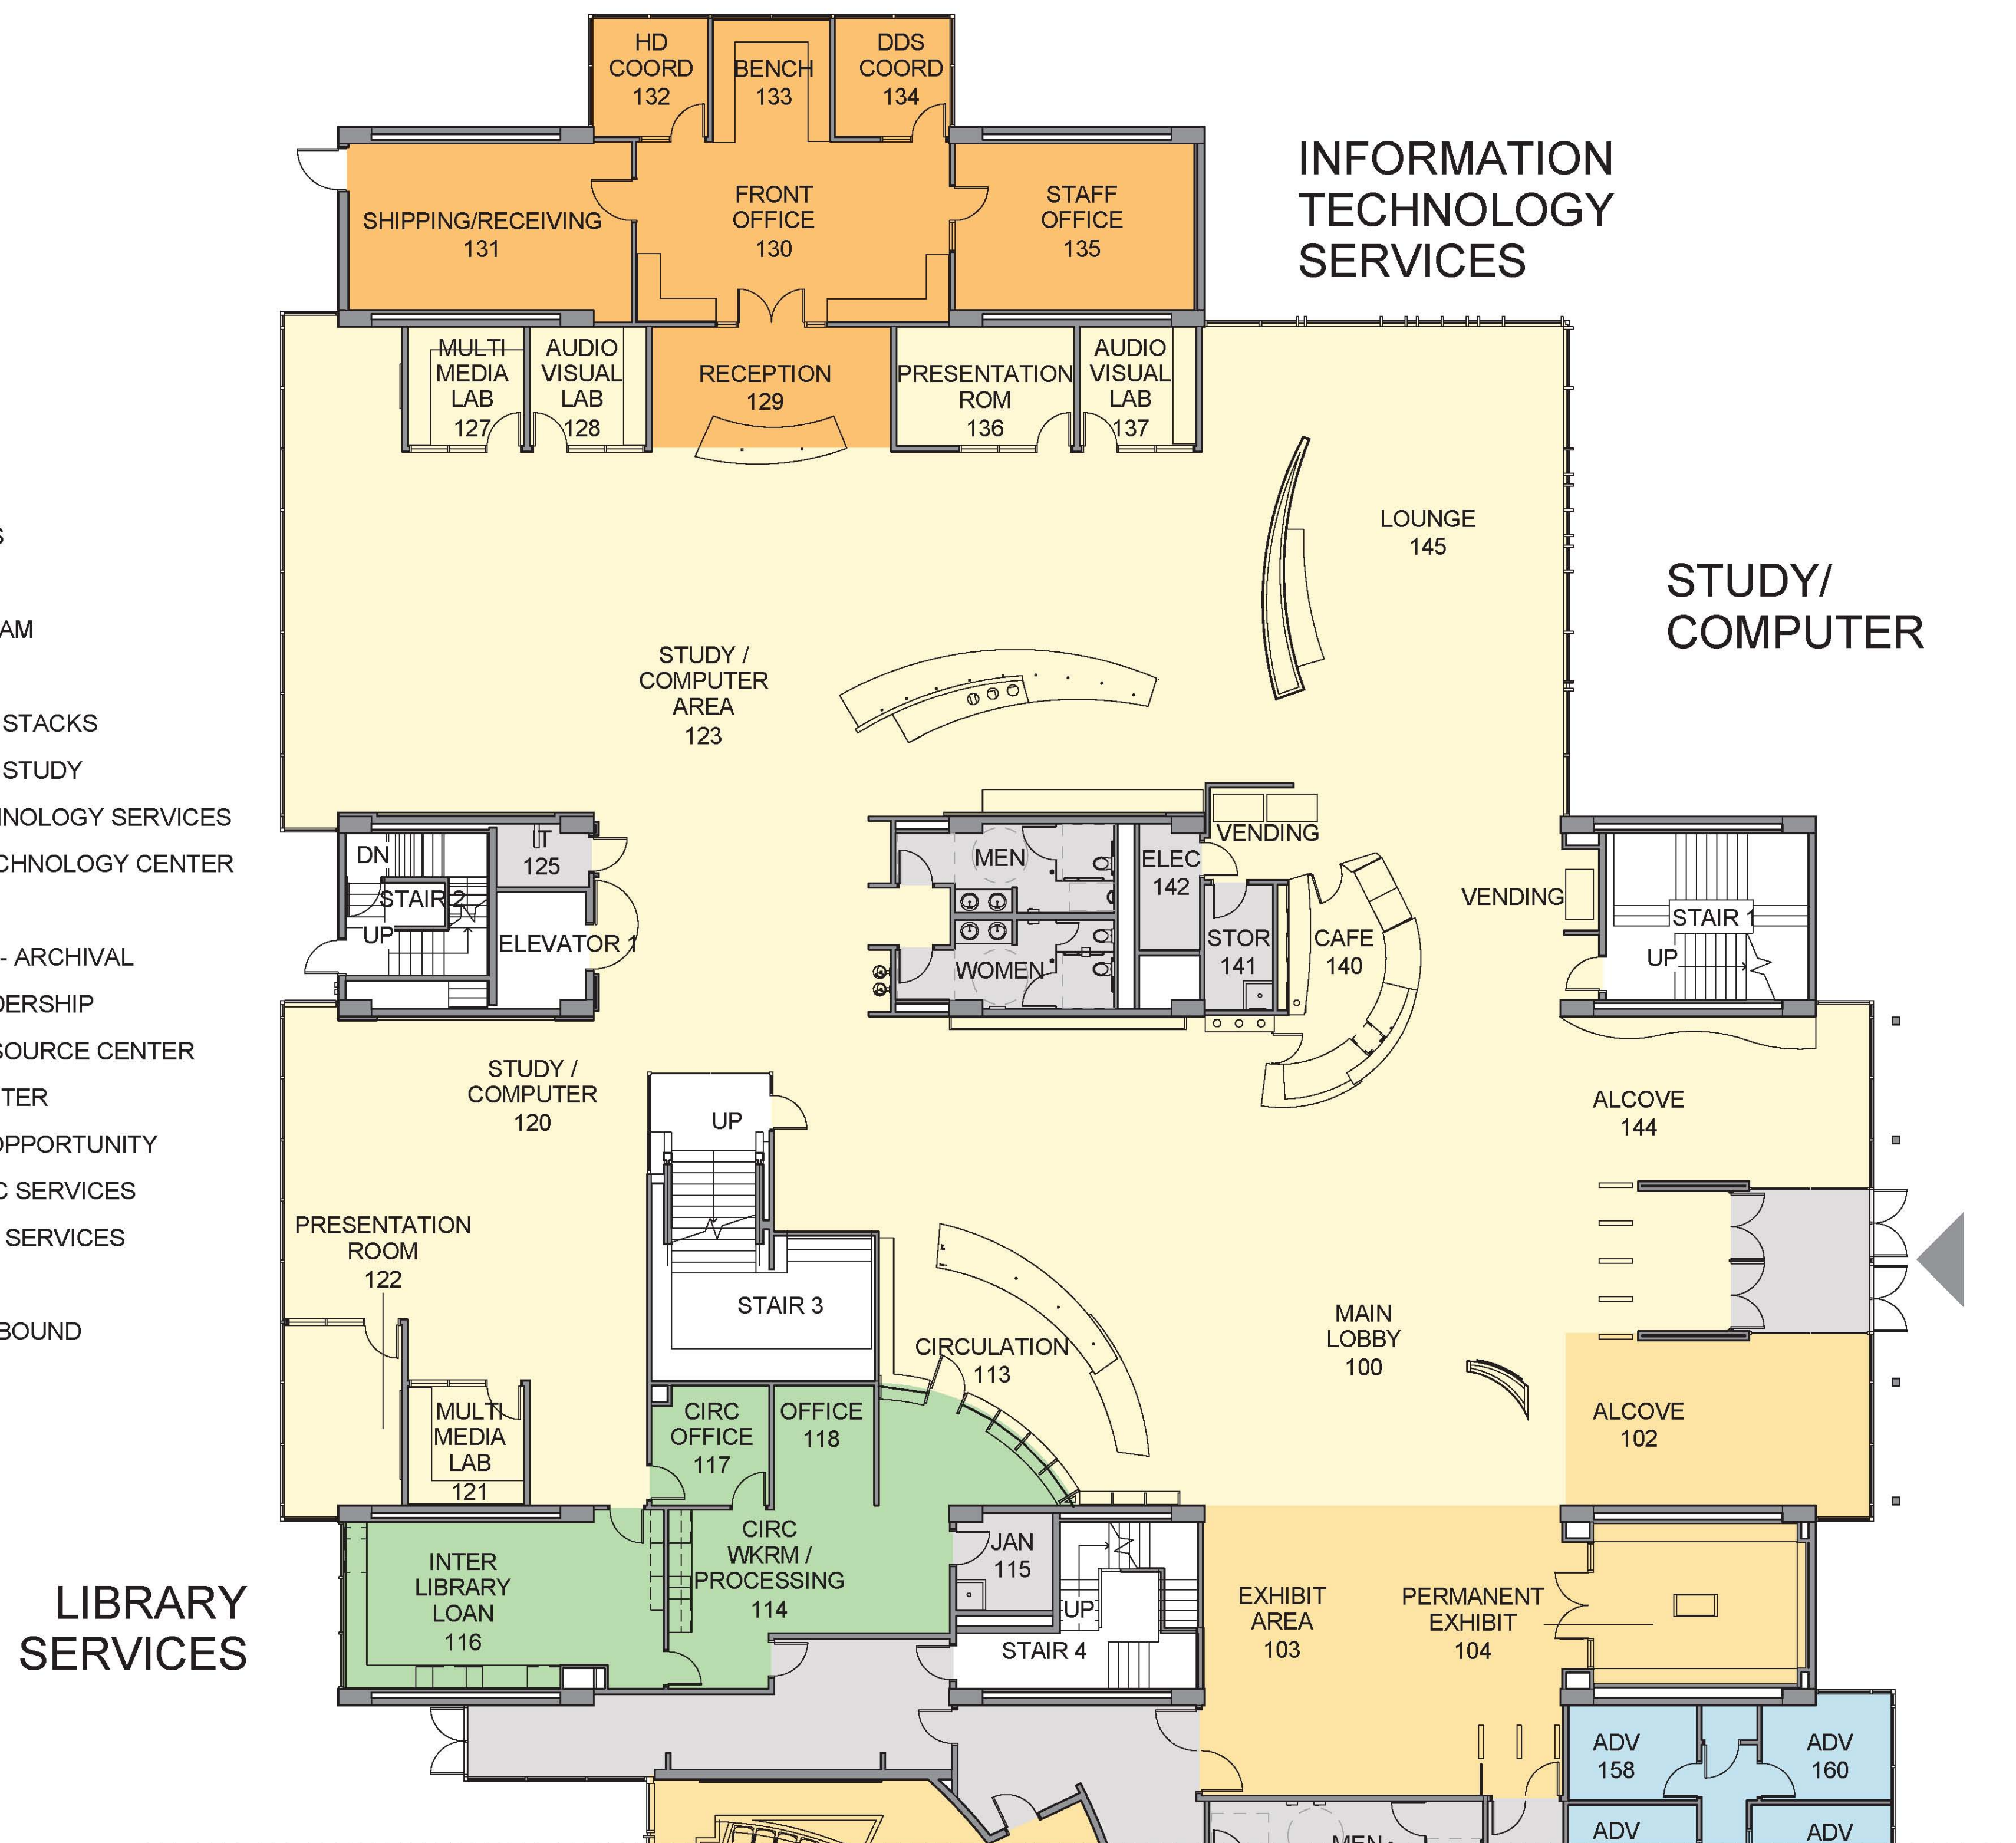 HD
COORD
132
BENCH
133
DDS
COORD
134
INFORMATION
TECHNOLOGY
SERVICES
SHIPPING/RECEIVING
131
FRONT
OFFICE
130
STAFF
OFFICE
135
MULTI
MEDIA
LAB
127
AUDIO
VISUAL
LAB
128
RECEPTION
129
PRESENTATION
ROM
136
AUDIO
VISUAL
LAB
137
LOUNGE
145
S
AM
STACKS
STUDY
HNOLOGY SERVICES
CHNOLOGY CENTER
- ARCHIVAL
DERSHIP
SOURCE CENTER
TER
OPPORTUNITY
C SERVICES
SERVICES
BOUND
STUDY/
COMPUTER
STUDY /
COMPUTER
AREA
123
DN
STAIR 2
UP
IT
125
ELEVATOR 1
MEN
WOMEN
ELEC
142
VENDING
STOR
141
CAFE
140
VENDING
STAIR 1
UP
STUDY /
COMPUTER
120
UP
ALCOVE
144
PRESENTATION
ROOM
122
STAIR 3
CIRCULATION
113
MAIN
LOBBY
100
ALCOVE
102
MULTI
MEDIA
LAB
121
CIRC
OFFICE
117
OFFICE
118
LIBRARY
SERVICES
INTER
LIBRARY
LOAN
116
CIRC
WKRM /
PROCESSING
114
JAN
115
UP
STAIR 4
EXHIBIT
AREA
103
PERMANENT
EXHIBIT
104
ADV
158
ADV
160
MEN
ADV
ADV